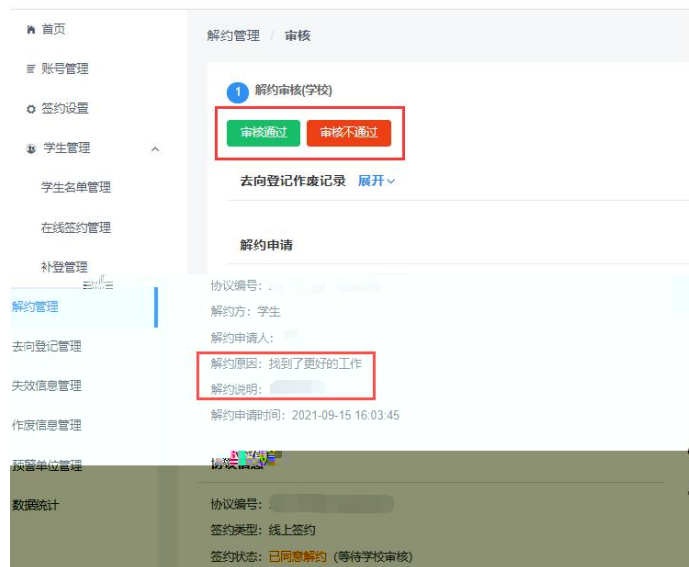 首页
账号管理
签约设置
学生管理
学生名单管理
在线签约管理
补登管理
解约管理
去向登记管理
失效信息管理
作废信息管理
预警单位管理
数据统计
解约管理 / 审核
1 解约审核(学校)
审核通过 审核不通过
去向登记作废记录 展开
解约申请
协议编号：
解约方：学生
解约申请人：
解约原因：找到了更好的工作
解约说明：
解约申请时间：2021-09-15 16:03:45
协议编号：
签约类型：线上签约
签约状态：已同意解约（等待学校审核）